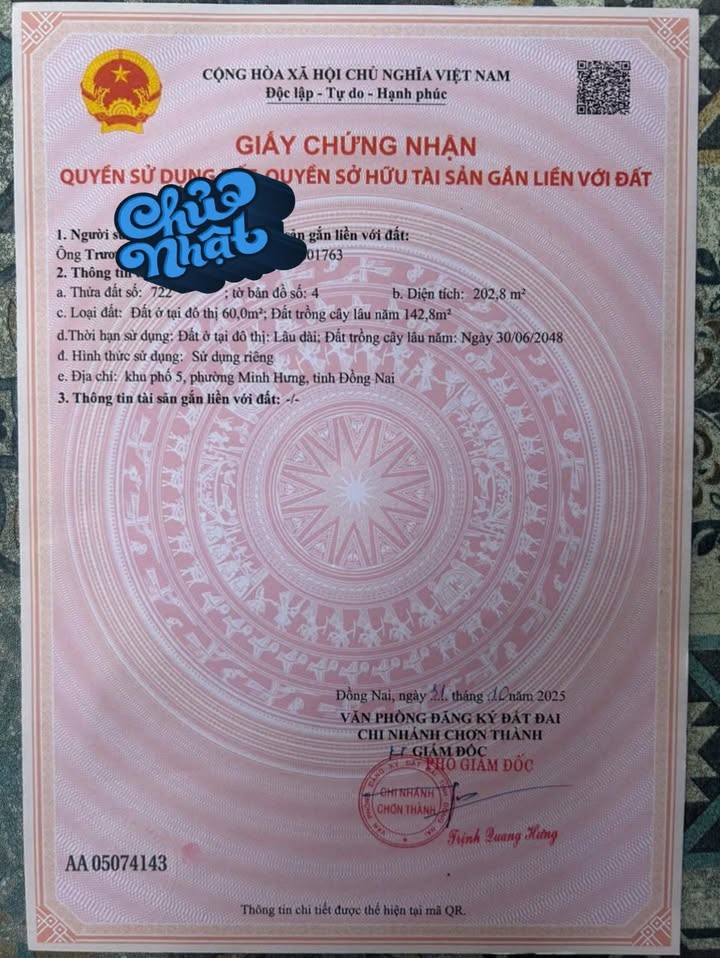 CỘNG HÒA XÃ HỘI CHỦ NGHĨA VIỆT NAM
Độc lập - Tự do - Hạnh phúc
GIẤY CHỨNG NHẬN
QUYỀN SỬ DỤNG QUYỀN SỞ HỮU TÀI SẢN GẮN LIỀN VỚI ĐẤT
Chủ Nhật
1. Người sản gắn liền với đất:
Ông 01763
2. Thông tin
a. Thửa đất số: 722 ; tờ bản đồ số: 4 b. Diện tích: 202,8 m²
c. Loại đất: Đất ở tại đô thị 60,0m²; Đất trồng cây lâu năm 142,8m²
d.Thời hạn sử dụng: Đất ở tại đô thị: Lâu dài; Đất trồng cây lâu năm: Ngày 30/06/2048
đ. Hình thức sử dụng: Sử dụng riêng
e. Địa chỉ: khu phố 5, phường Minh Hưng, tỉnh Đồng Nai
3. Thông tin tài sản gắn liền với đất: -/-
Đồng Nai, ngày 31 tháng 10 năm 2025
VĂN PHÒNG ĐĂNG KÝ ĐẤT ĐAI
CHI NHÁNH CHƠN THÀNH
KT GIÁM ĐỐC
PHÓ GIÁM ĐỐC
CHI NHÁNH
CHƠN THÀNH
Trịnh Quang Hưng
AA 05074143
Thông tin chi tiết được thể hiện tại mã QR.